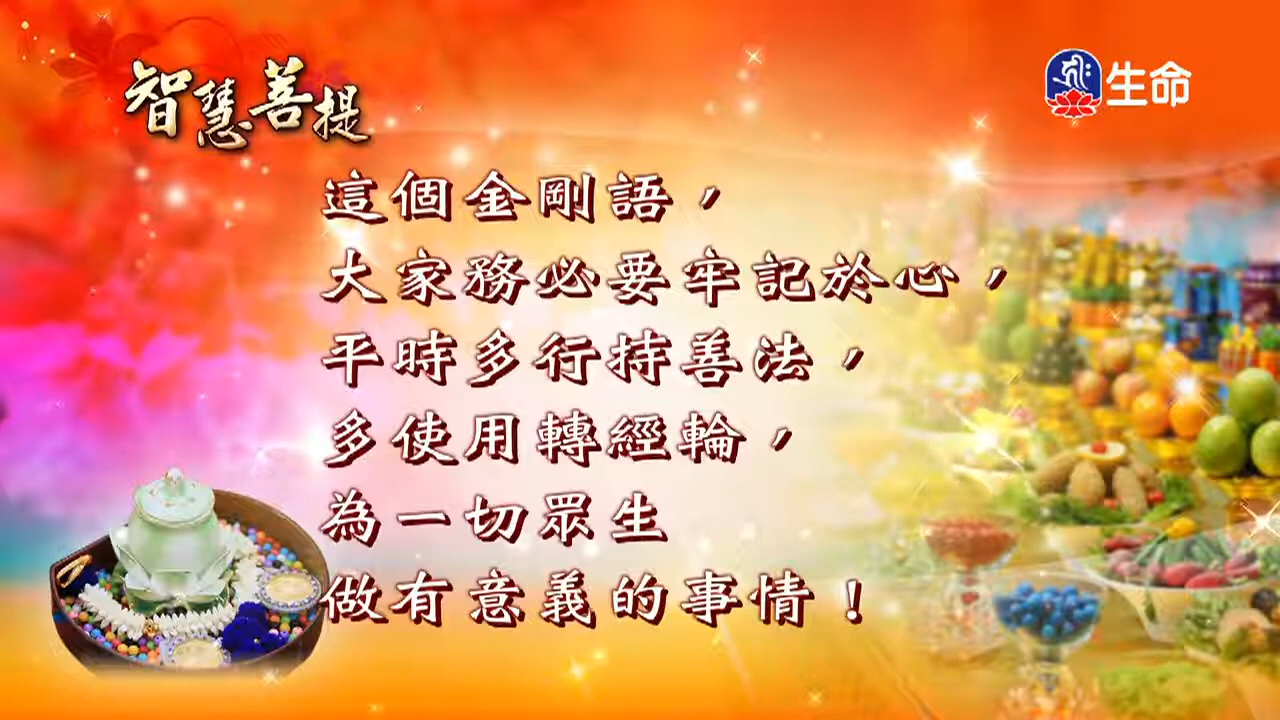 智慧菩提
生命
這個金剛語，
大家務必要牢記於心，
平時多行持善法，
多使用轉經輪，
為一切眾生
做有意義的事情！